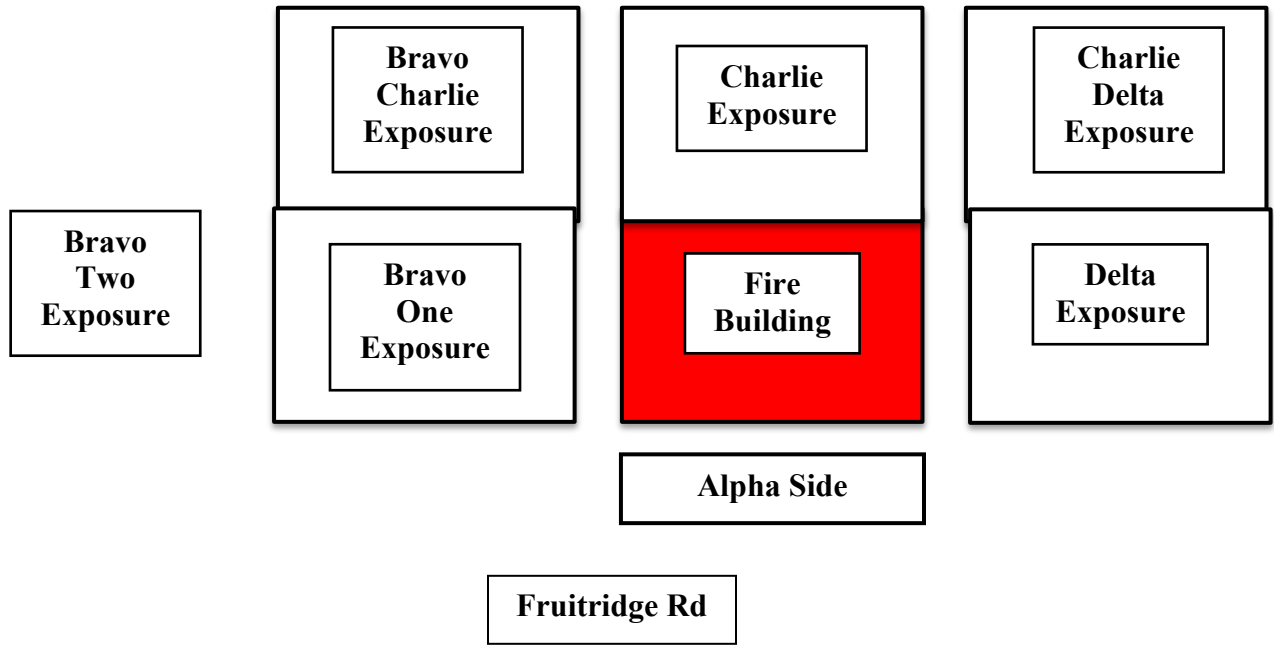 Bravo
Charlie
Exposure
Charlie
Exposure
Charlie
Delta
Exposure
Bravo
Two
Exposure
Bravo
One
Exposure
Fire
Building
Delta
Exposure
Alpha Side
Fruitridge Rd